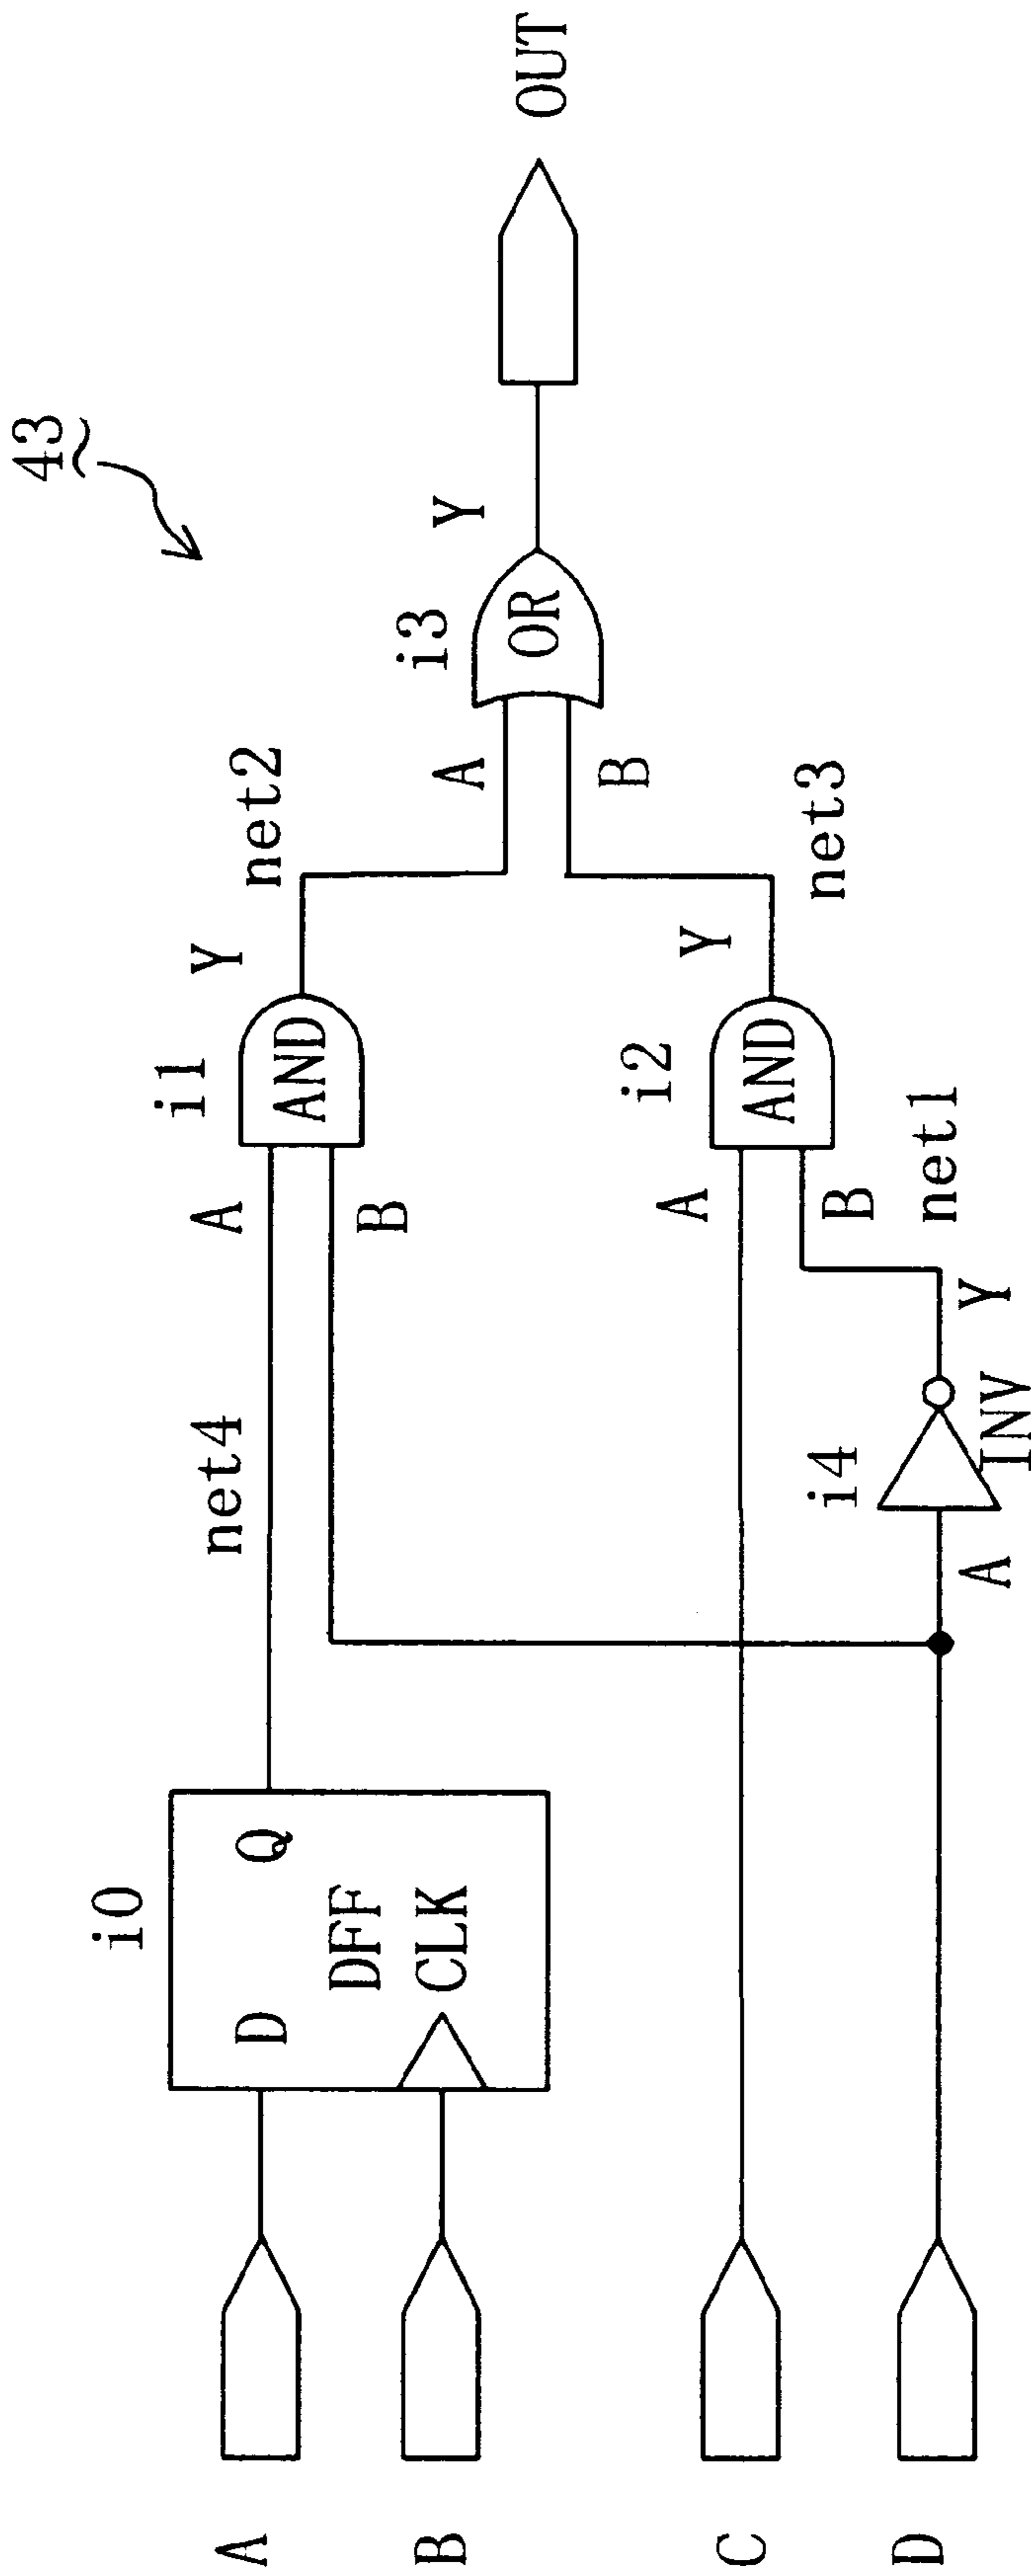 43
i0
D
Q
DFF
CLK
net4
A
i1
AND
Y
net2
B
A
i3
OR
Y
OUT
B
i2
A
AND
Y
net3
B
net1
i4
A
INV
Y
A
B
C
D